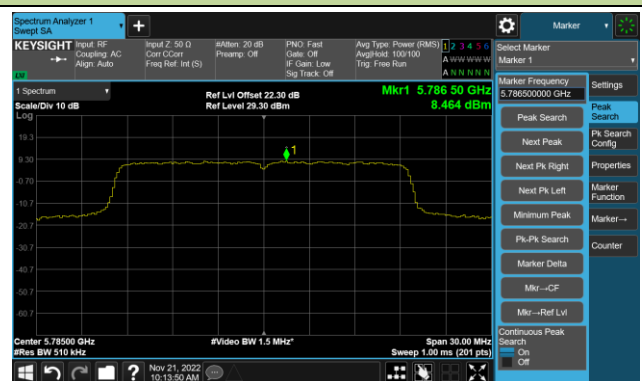 Spectrum Analyzer 1
Swept SA
+
Marker
KEYSIGHT
Input: RF
Coupling: AC
Align: Auto
Input Z: 50 Ω
Corr CCorr
Freq Ref: Int (S)
#Atten: 20 dB
Preamp: Off
PNO: Fast
Gate: Off
IF Gain: Low
Sig Track: Off
Avg Type: Power (RMS)
Avg|Hold: 100/100
Trig: Free Run
1 2 3 4 5 6
A W W W W W
A N N N N N
Select Marker
Marker 1
LW
1 Spectrum
Scale/Div 10 dB
Ref Lvl Offset 22.30 dB
Ref Level 29.30 dBm
Mkr1 5.786 50 GHz
8.464 dBm
Log
19.3
9.30
-0.70
-10.7
-20.7
-30.7
-40.7
-50.7
-60.7
1
Center 5.78500 GHz
#Res BW 510 kHz
#Video BW 1.5 MHz*
Span 30.00 MHz
Sweep 1.00 ms (201 pts)
Marker Frequency
5.786500000 GHz
Peak Search
Next Peak
Next Pk Right
Next Pk Left
Minimum Peak
Pk-Pk Search
Marker Delta
Mkr→CF
Mkr→Ref Lvl
Continuous Peak
Search
On
Off
Settings
Peak
Search
Pk Search
Config
Properties
Marker
Function
Marker→
Counter
?
Nov 21, 2022
10:13:50 AM